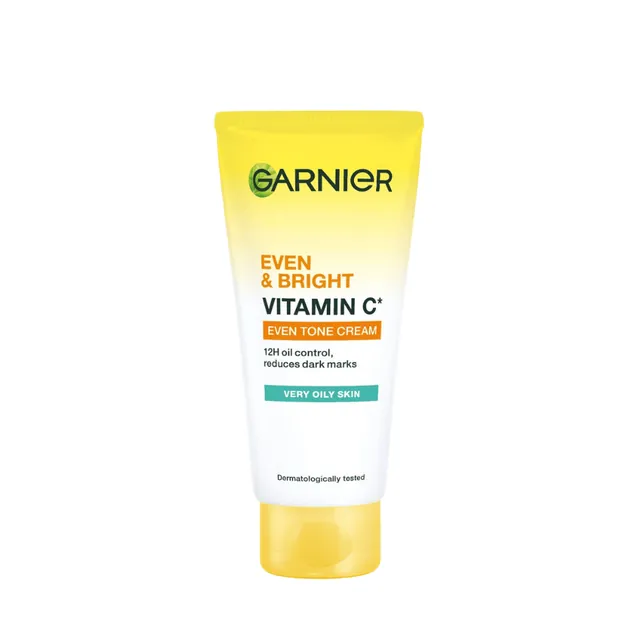 GARNIER
EVEN
& BRIGHT
VITAMIN C*
EVEN TONE CREAM
12H oil control,
reduces dark marks
VERY OILY SKIN
Dermatologically tested